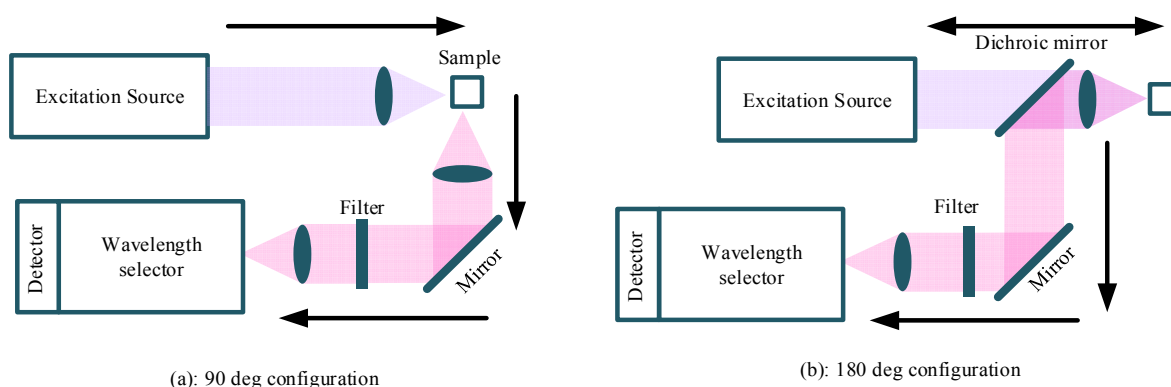 Sample
Excitation Source
Filter
Detector
Wavelength
selector
Mirror
(a): 90 deg configuration
Dichroic mirror
Excitation Source
Filter
Detector
Wavelength
selector
Mirror
(b): 180 deg configuration